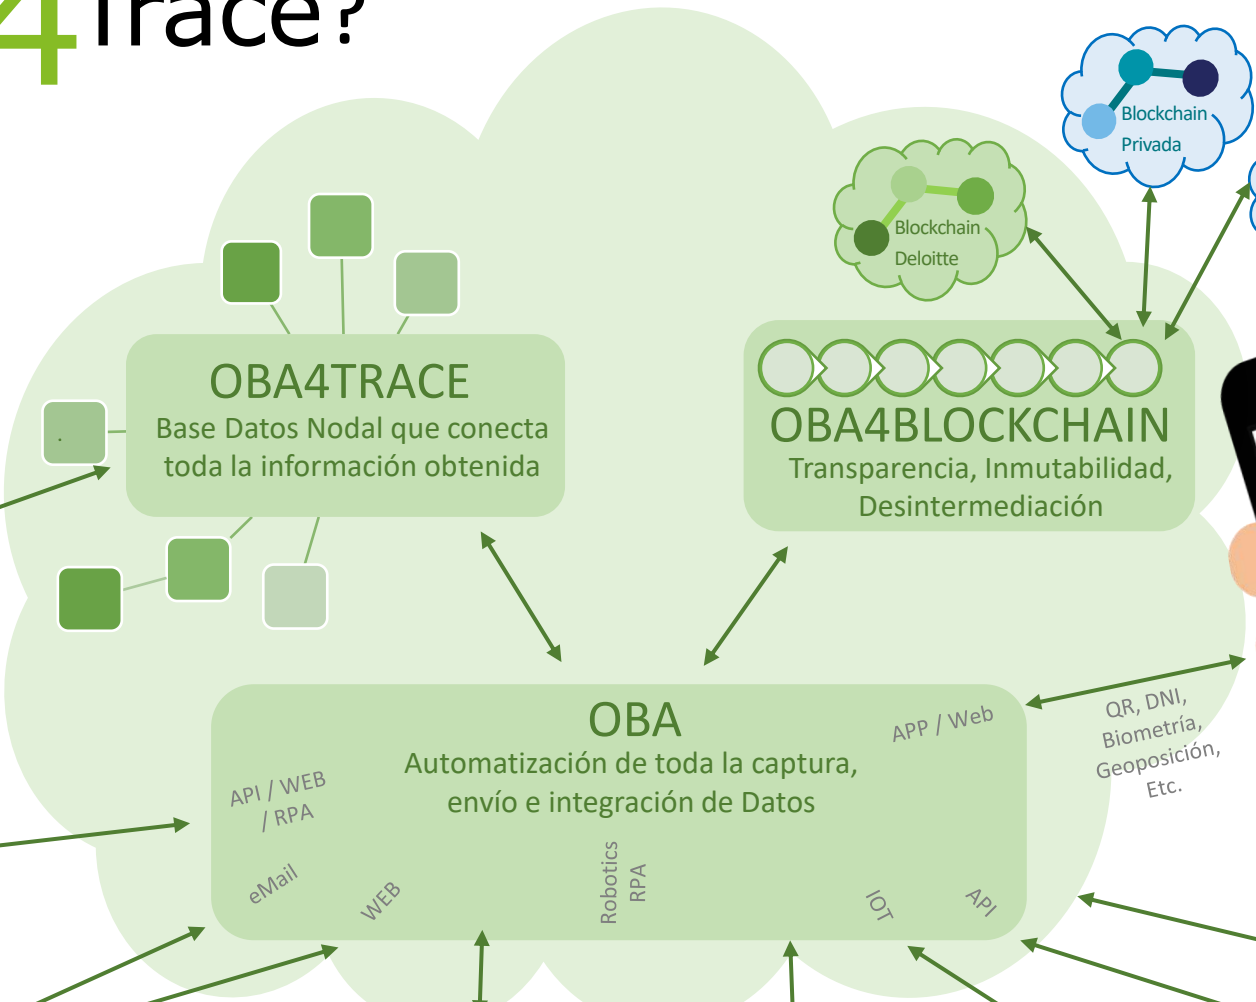 4Trace?
Blockchain
Privada
Blockchain
Deloitte
OBA4TRACE
Base Datos Nodal que conecta
toda la información obtenida
.
OBA4BLOCKCHAIN
Transparencia, Inmutabilidad,
Desintermediación
OBA
Automatización de toda la captura,
envío e integración de Datos
APP / Web
QR, DNI,
Biometría,
Geoposición,
Etc.
API / WEB
/ RPA
eMail
WEB
Robotics
RPA
IOT
API